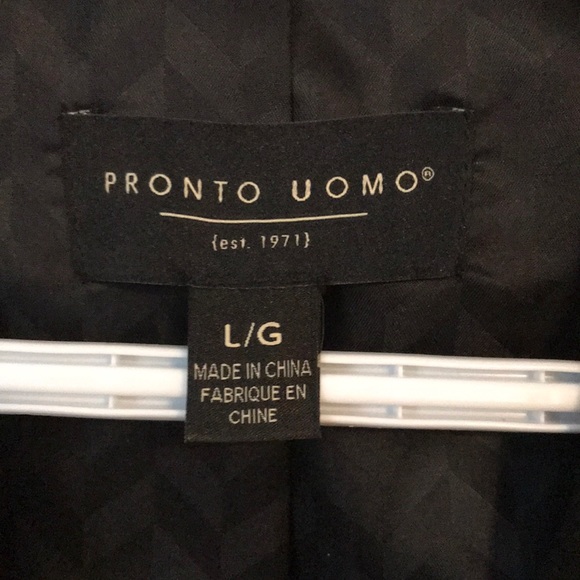 PRONTO UOMO®
{est. 1971}
L/G
MADE IN CHINA
FABRIQUE EN
CHINE